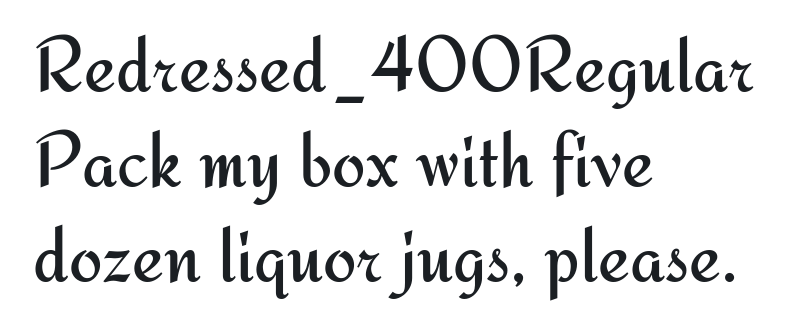 Redressed_400Regular
Pack my box with five
dozen liquor jugs, please.